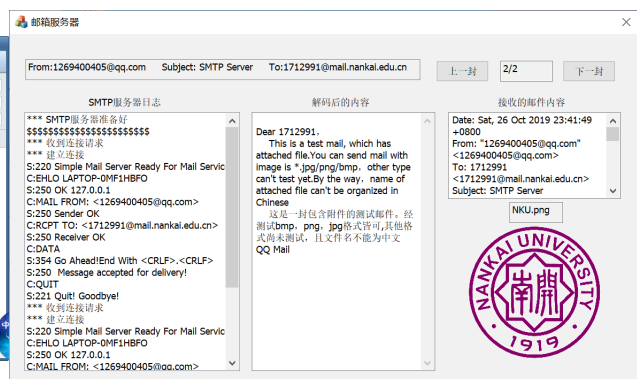 邮箱服务器
From:1269400405@qq.com Subject: SMTP Server To:1712991@mail.nankai.edu.cn
上一封 2/2 下一封
SMTP服务器日志
*** SMTP服务器准备好
$$$$$$$$$$$$$$$$$$$$$$$
*** 收到连接请求
*** 建立连接
S:220 Simple Mail Server Ready For Mail Servic
C:EHLO LAPTOP-0MF1HBFO
S:250 OK 127.0.0.1
C:MAIL FROM: <1269400405@qq.com>
S:250 Sender OK
C:RCPT TO: <1712991@mail.nankai.edu.cn>
S:250 Receiver OK
C:DATA
S:354 Go Ahead!End With <CRLF>.<CRLF>
S:250 Message accepted for delivery!
C:QUIT
S:221 Quit! Goodbye!
*** 收到连接请求
*** 建立连接
S:220 Simple Mail Server Ready For Mail Servic
C:EHLO LAPTOP-0MF1HBFO
S:250 OK 127.0.0.1
C:MAIL FROM: <1269400405@qq.com>
解码后的内容
Dear 1712991,
This is a test mail, which has
attached file.You can send mail with
image is *.jpg/png/bmp, other type
can't test yet.By the way, name of
attached file can't be organized in
Chinese
这是一封包含附件的测试邮件。经
测试bmp, png, jpg格式皆可,其他格
式尚未测试，且文件名不能为中文
QQ Mail
接收的邮件内容
Date: Sat, 26 Oct 2019 23:41:49
+0800
From: "1269400405@qq.com"
<1269400405@qq.com>
To: 1712991
<1712991@mail.nankai.edu.cn>
Subject: SMTP Server
NKU.png
NANKAI UNIVERSITY
南開
1919